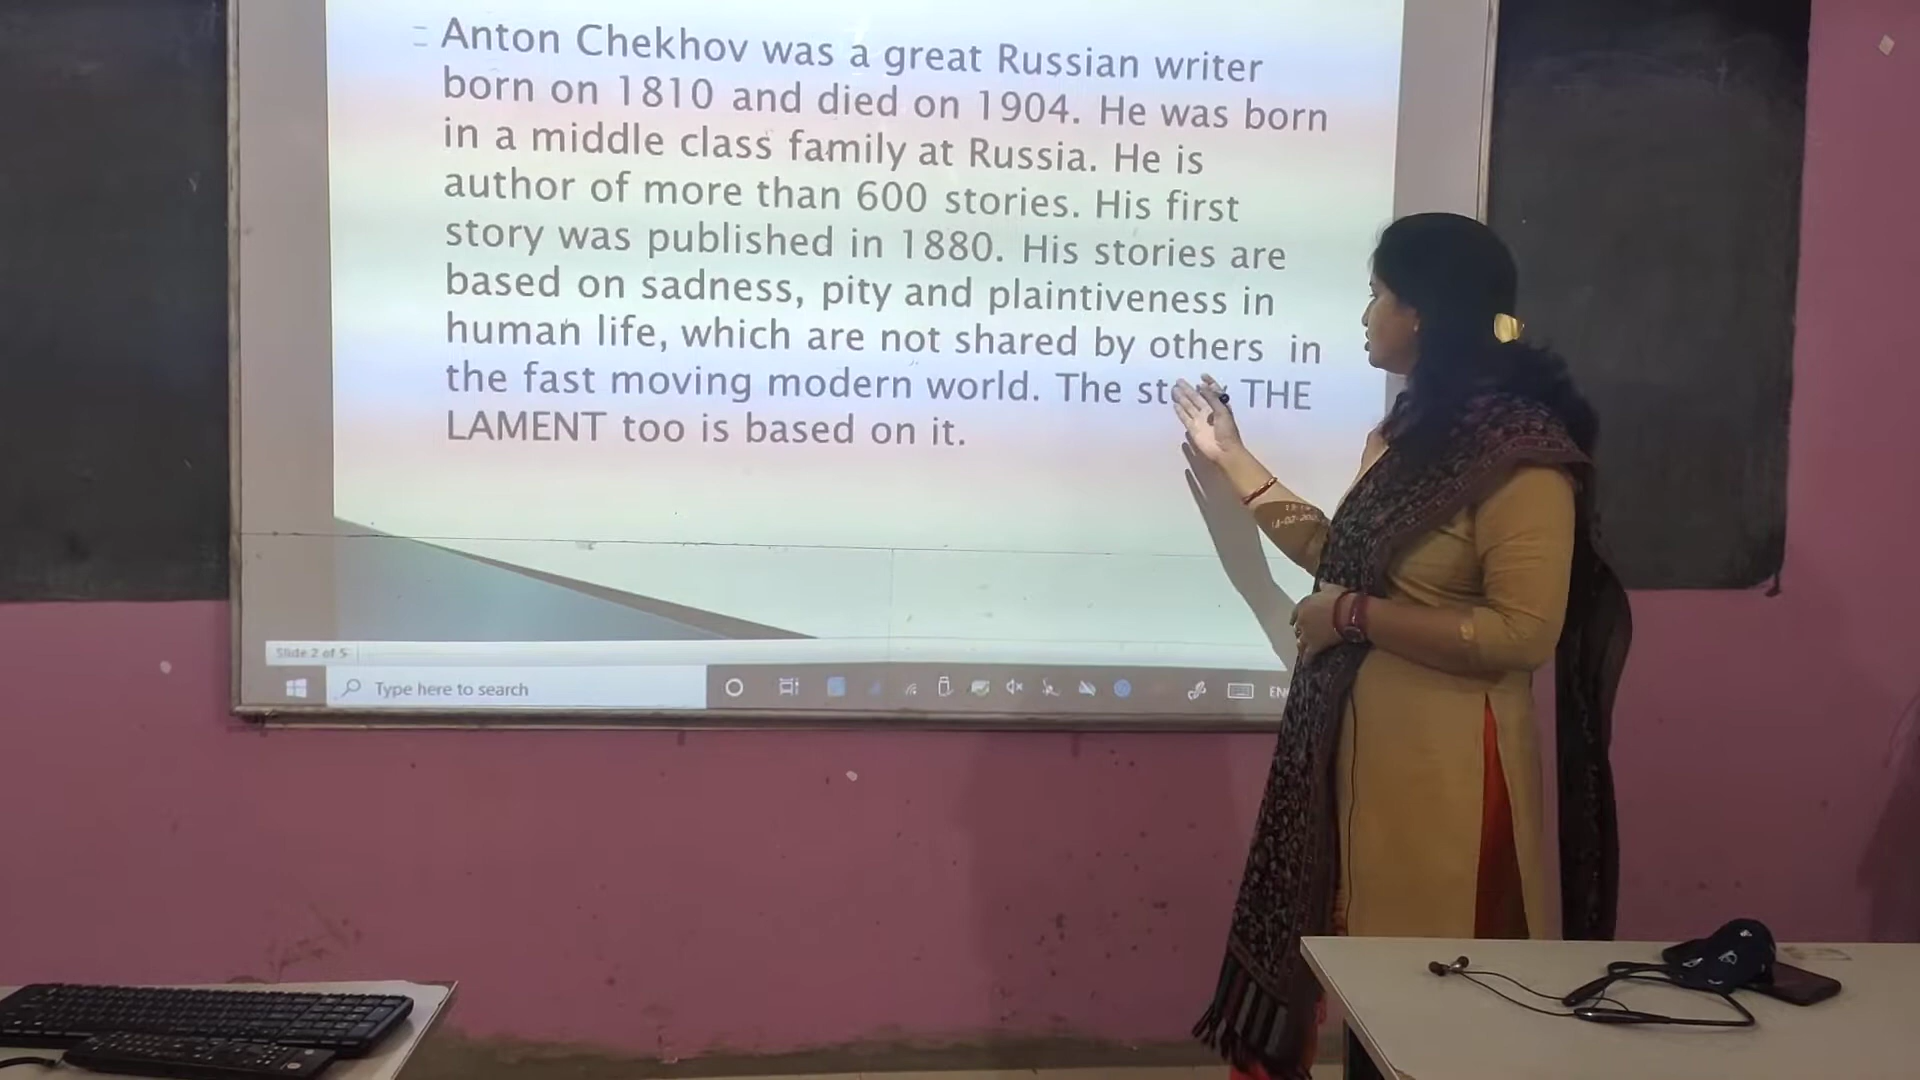 Anton Chekhov was a great Russian writer
born on 1810 and died on 1904. He was born
in a middle class family at Russia. He is
author of more than 600 stories. His first
story was published in 1880. His stories are
based on sadness, pity and plaintiveness in
human life, which are not shared by others in
the fast moving modern world. The story THE
LAMENT too is based on it.
Slide 2 of 5
Type here to search